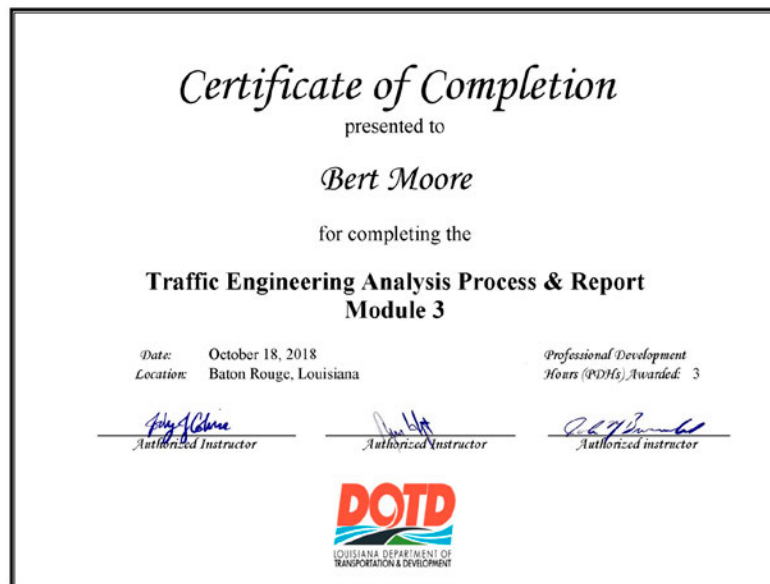 Certificate of Completion
presented to
Bert Moore
for completing the
Traffic Engineering Analysis Process & Report
Module 3
Date: October 18, 2018
Location: Baton Rouge, Louisiana
Professional Development
Hours (PDHs) Awarded: 3
Authorized Instructor
Authorized Instructor
Authorized instructor
DOTD
LOUISIANA DEPARTMENT OF
TRANSPORTATION & DEVELOPMENT